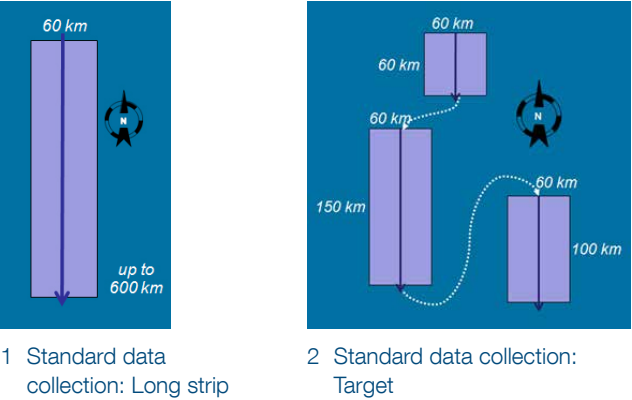 60 km
N
up to
600 km
60 km
60 km
N
60 km
150 km
60 km
100 km
1 Standard data
collection: Long strip
2 Standard data collection:
Target